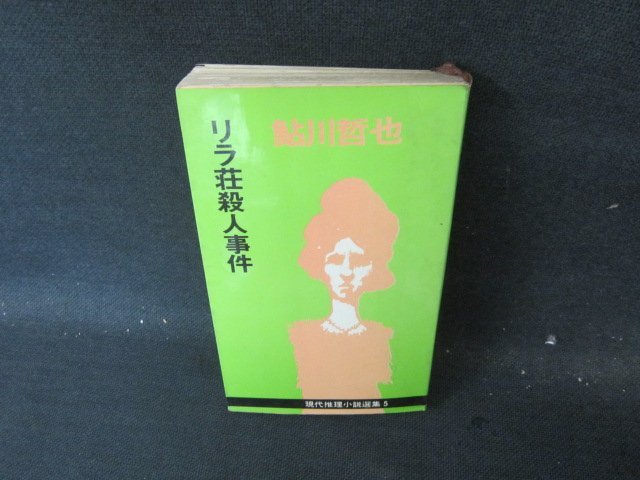 鮎川哲也
リラ荘殺人事件
現代推理小説選集 5